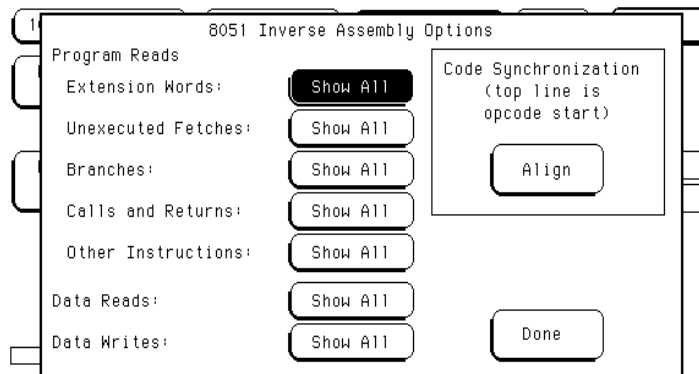 8051 Inverse Assembly Options
Program Reads
Extension Words: Show All
Unexecuted Fetches: Show All
Branches: Show All
Calls and Returns: Show All
Other Instructions: Show All
Data Reads: Show All
Data Writes: Show All
Code Synchronization
(top line is
opcode start)
Align
Done